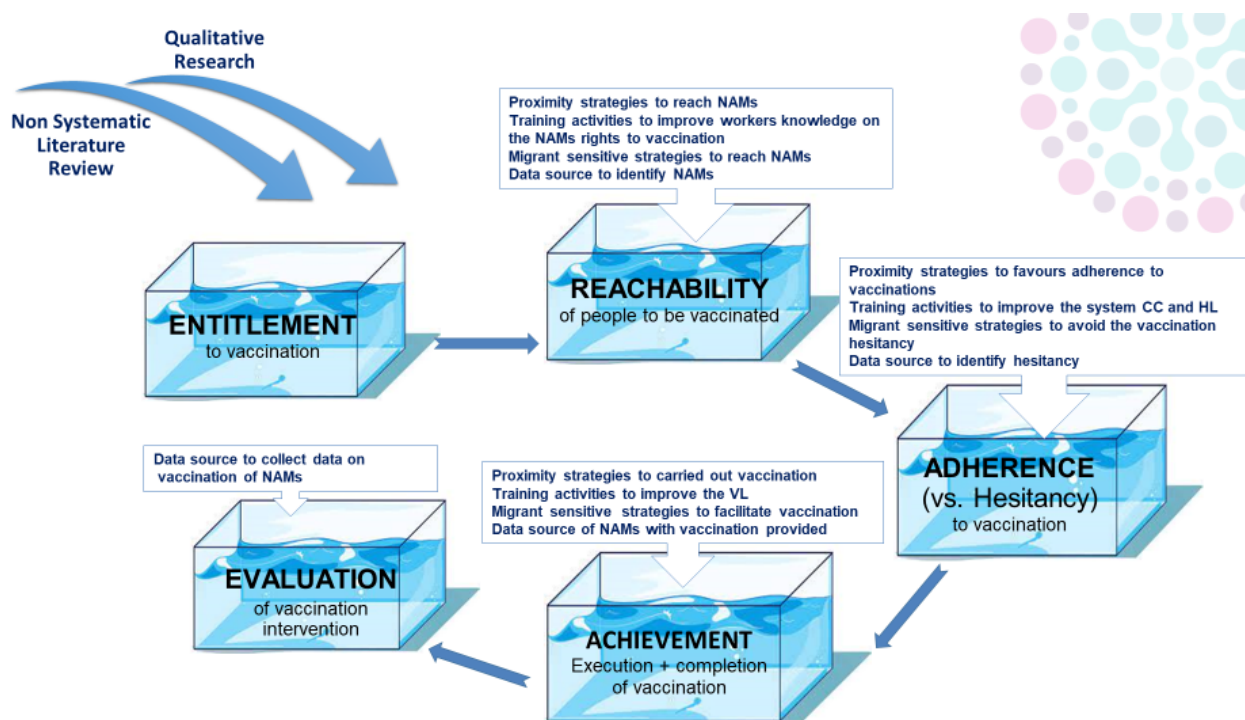 Qualitative
Research
Non Systematic
Literature
Review
ENTITLEMENT
to vaccination
Proximity strategies to reach NAMs
Training activities to improve workers knowledge on
the NAMs rights to vaccination
Migrant sensitive strategies to reach NAMs
Data source to identify NAMs
REACHABILITY
of people to be vaccinated
Proximity strategies to favours adherence to
vaccinations
Training activities to improve the system CC and HL
Migrant sensitive strategies to avoid the vaccination
hesitancy
Data source to identify hesitancy
ADHERENCE
(vs. Hesitancy)
to vaccination
Proximity strategies to carried out vaccination
Training activities to improve the VL
Migrant sensitive strategies to facilitate vaccination
Data source of NAMs with vaccination provided
ACHIEVEMENT
Execution + completion
of vaccination
Data source to collect data on
vaccination of NAMs
EVALUATION
of vaccination
intervention